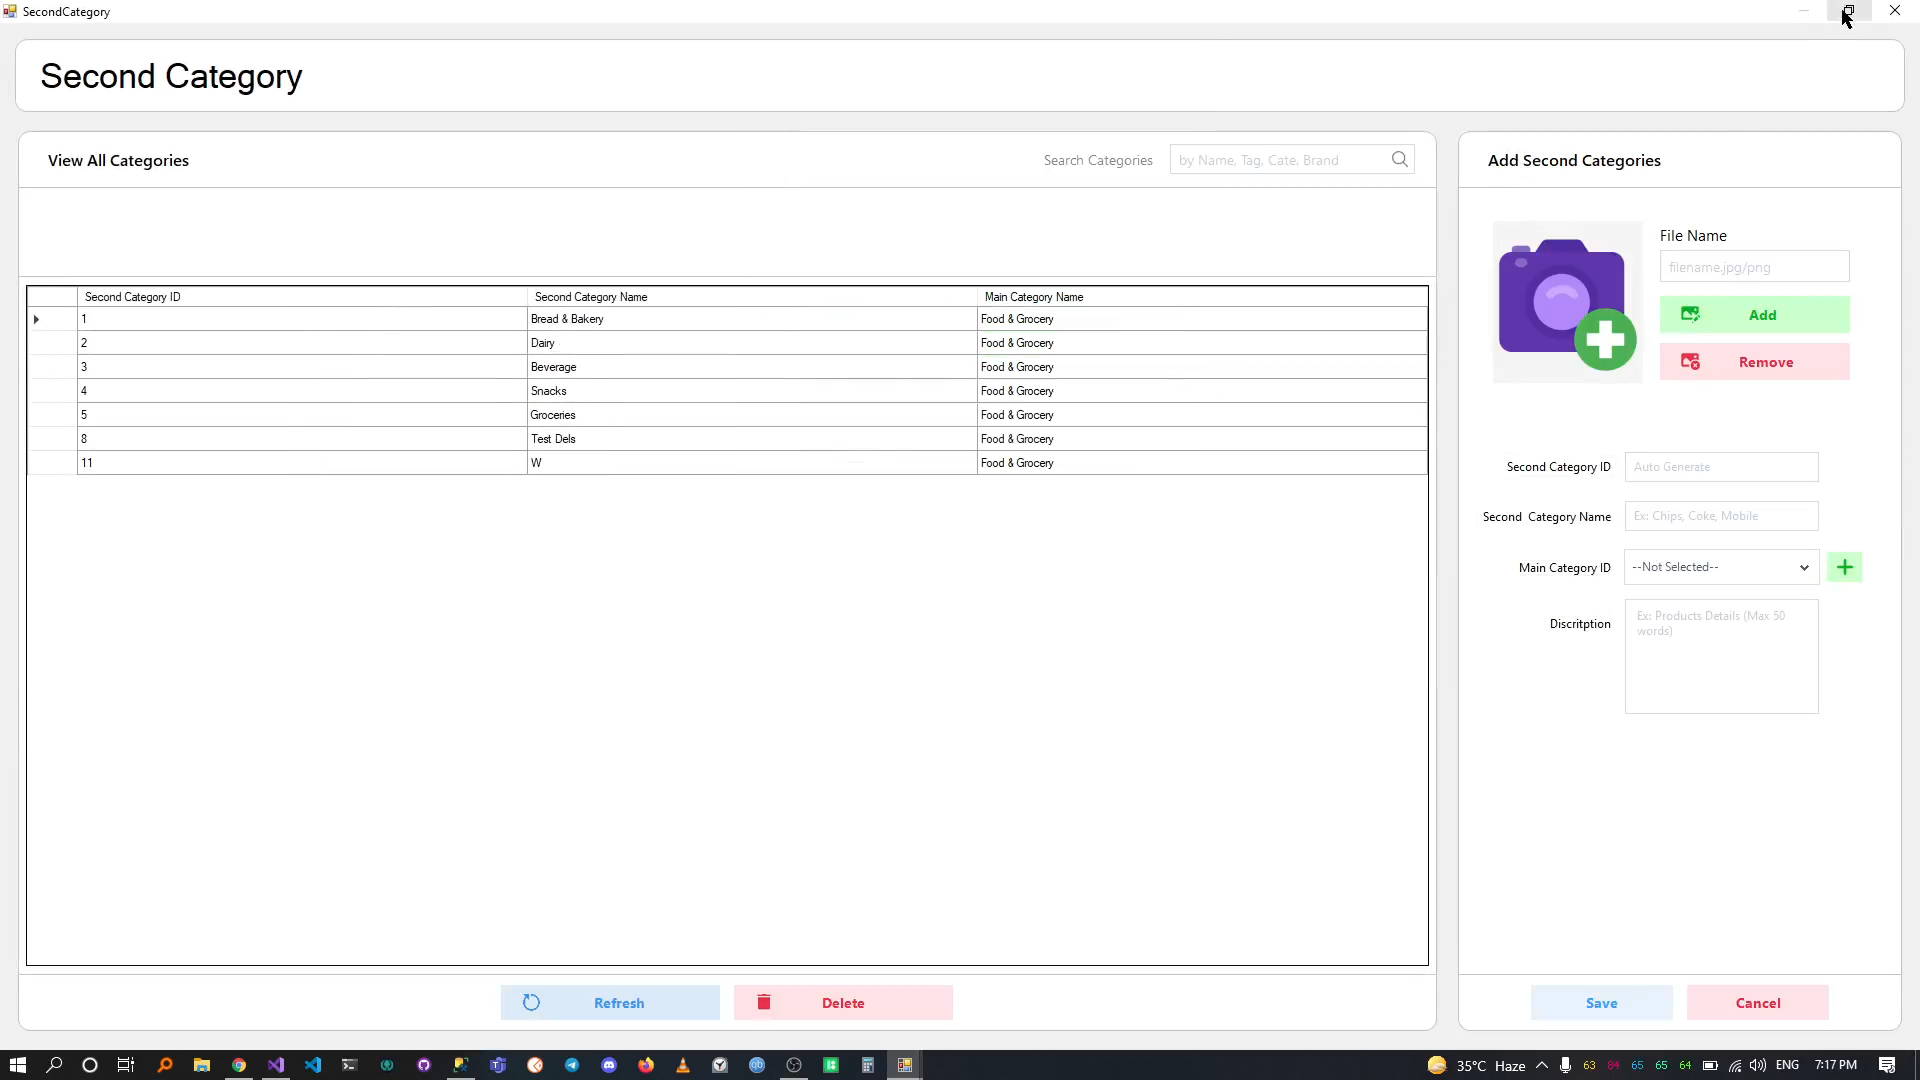 SecondCategory
Second Category
View All Categories
Search Categories
by Name, Tag, Cate. Brand
Add Second Categories
File Name
filename.jpg/png
Add
Remove
Second Category ID Second Category Name Main Category Name
1 Bread & Bakery Food & Grocery
2 Dairy Food & Grocery
3 Beverage Food & Grocery
4 Snacks Food & Grocery
5 Groceries Food & Grocery
8 Test Dels Food & Grocery
11 W Food & Grocery
Second Category ID Auto Generate
Second Category Name Ex: Chips, Coke, Mobile
Main Category ID --Not Selected--
Discritption
Ex: Products Details (Max 50
words)
Refresh
Delete
Save
Cancel
35°C Haze 63 84 65 65 64 ENG 7:17 PM